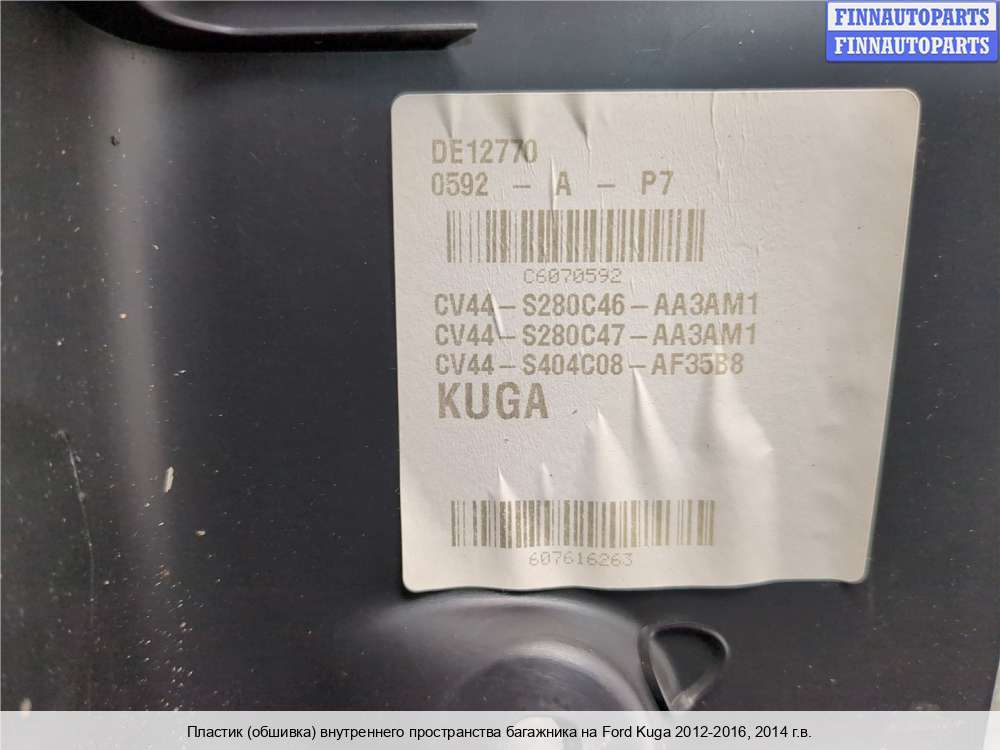 FINNAUTOPARTS
FINNAUTOPARTS
DE12770
0592 - A - P7
C6070592
CV44-S280C46-AA3AM1
CV44-S280C47-AA3AM1
CV44-S404C08-AF35B8
KUGA
607616263
Пластик (обшивка) внутреннего пространства багажника на Ford Kuga 2012-2016, 2014 г.в.